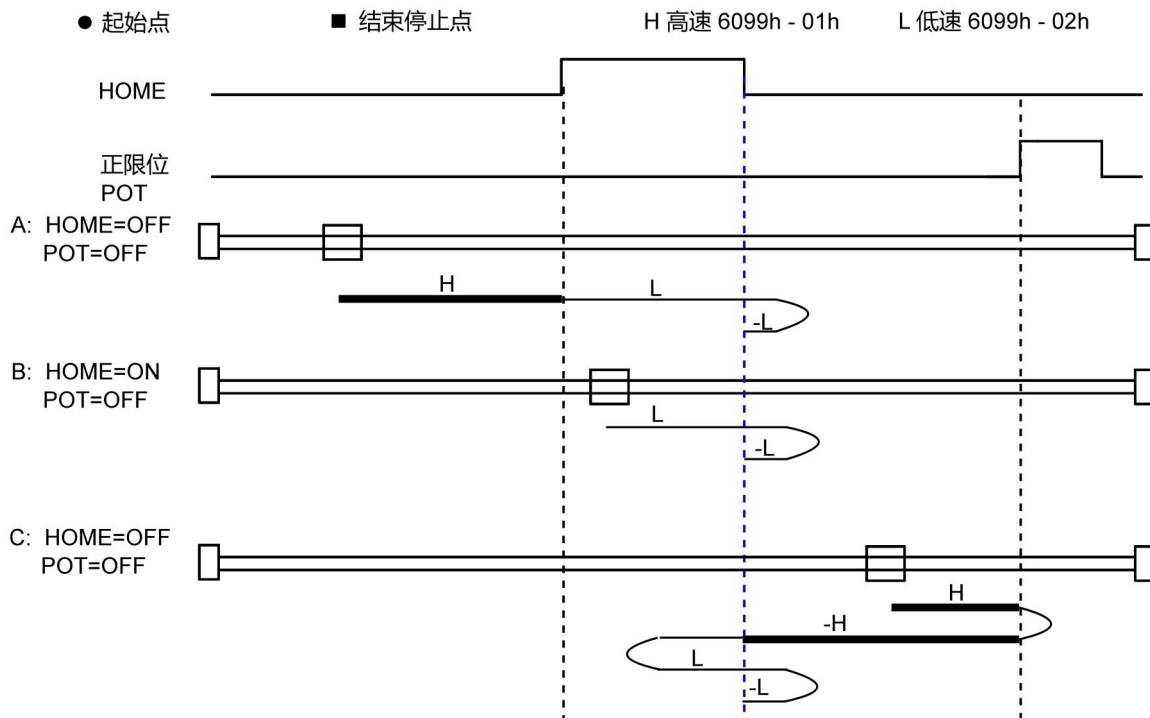 ● 起始点 ■ 结束停止点 H 高速 6099h - 01h L 低速 6099h - 02h
HOME
正限位
POT
A: HOME=OFF
POT=OFF
H L
-L
B: HOME=ON
POT=OFF
L
-L
C: HOME=OFF
POT=OFF
H
-H
L
-L